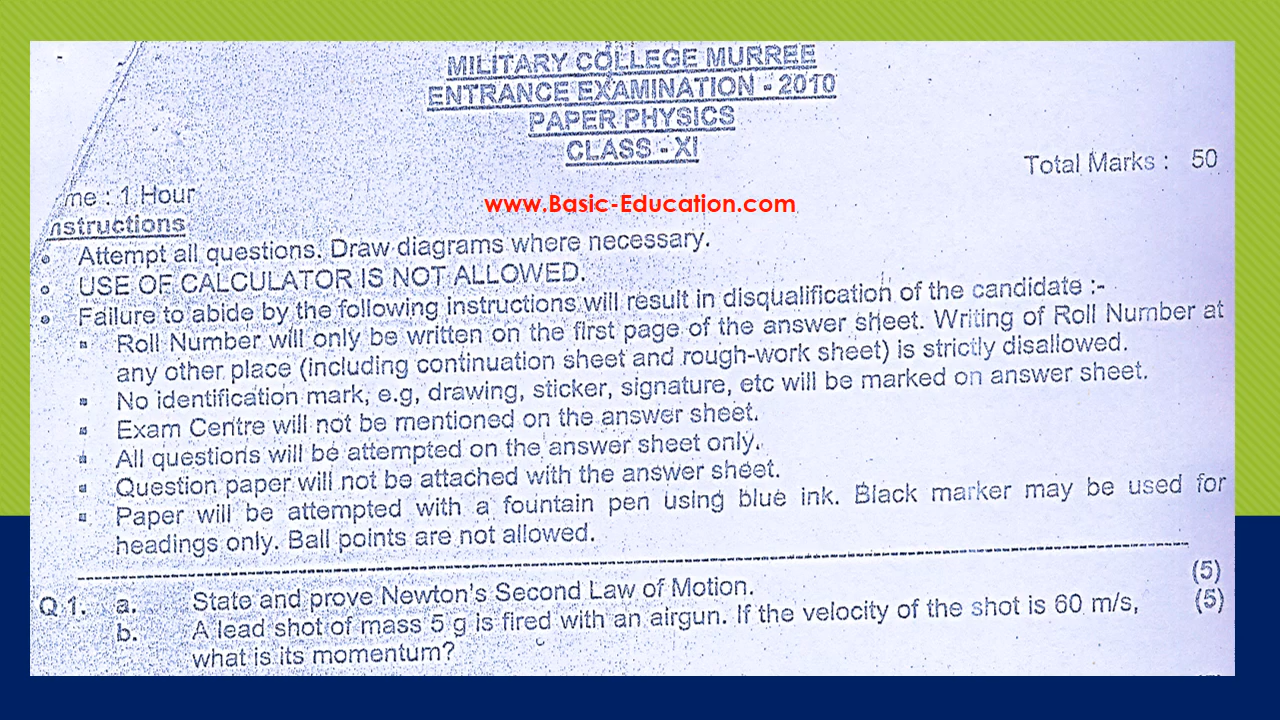 MILITARY COLLEGE MURREE
ENTRANCE EXAMINATION - 2010
PAPER PHYSICS
CLASS - XI
Total Marks : 50
me : 1 Hour
www.Basic-Education.com
nstructions
• Attempt all questions. Draw diagrams where necessary.
• USE OF CALCULATOR IS NOT ALLOWED.
• Failure to abide by the following instructions will result in disqualification of the candidate :-
▪ Roll Number will only be written on the first page of the answer sheet. Writing of Roll Number at
any other place (including continuation sheet and rough-work sheet) is strictly disallowed.
▪ No identification mark, e.g, drawing, sticker, signature, etc will be marked on answer sheet.
▪ Exam Centre will not be mentioned on the answer sheet.
▪ All questions will be attempted on the answer sheet only.
▪ Question paper will not be attached with the answer sheet.
▪ Paper will be attempted with a fountain pen using blue ink. Black marker may be used for
headings only. Ball points are not allowed.
Q 1. a. State and prove Newton's Second Law of Motion. (5)
b. A lead shot of mass 5 g is fired with an airgun. If the velocity of the shot is 60 m/s, (5)
what is its momentum?